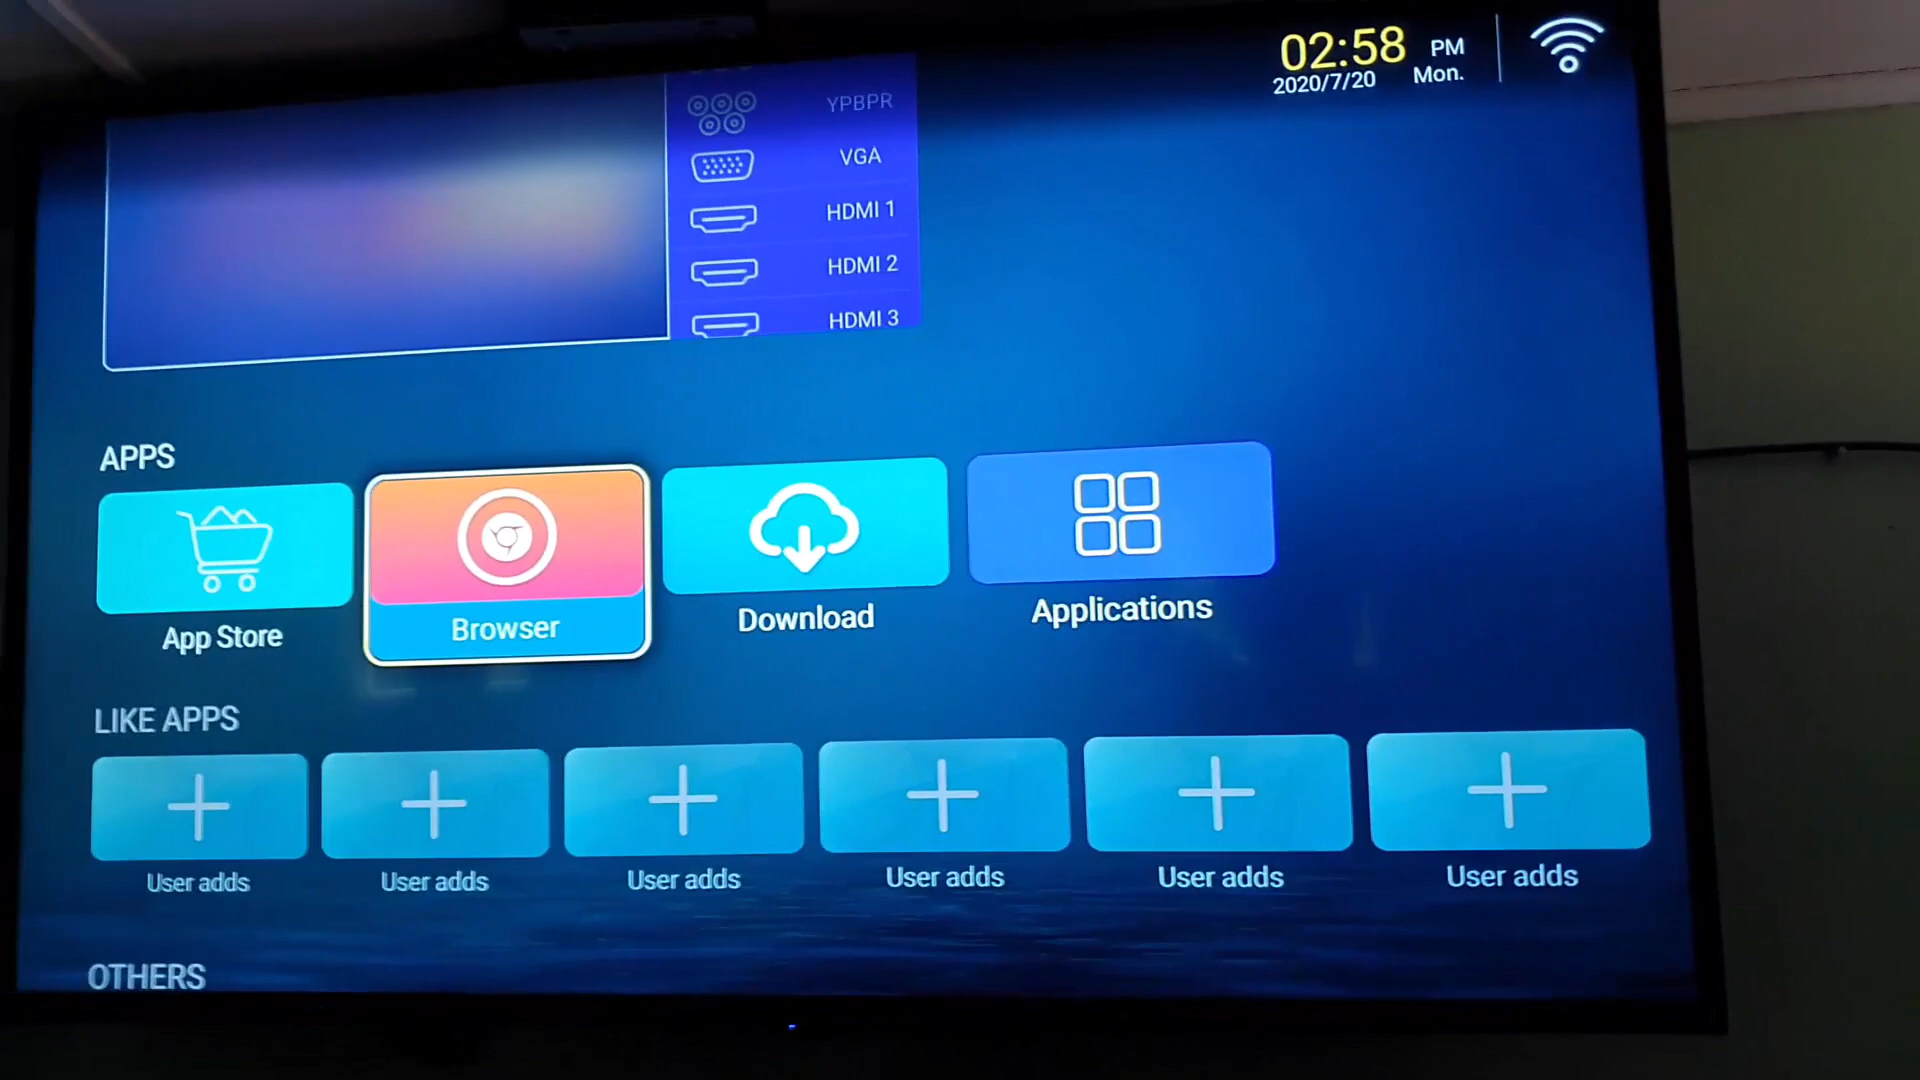 02:58 PM
2020/7/20 Mon.
YPBPR
VGA
HDMI 1
HDMI 2
HDMI 3
APPS
App Store
Browser
Download
Applications
LIKE APPS
User adds
User adds
User adds
User adds
User adds
User adds
OTHERS